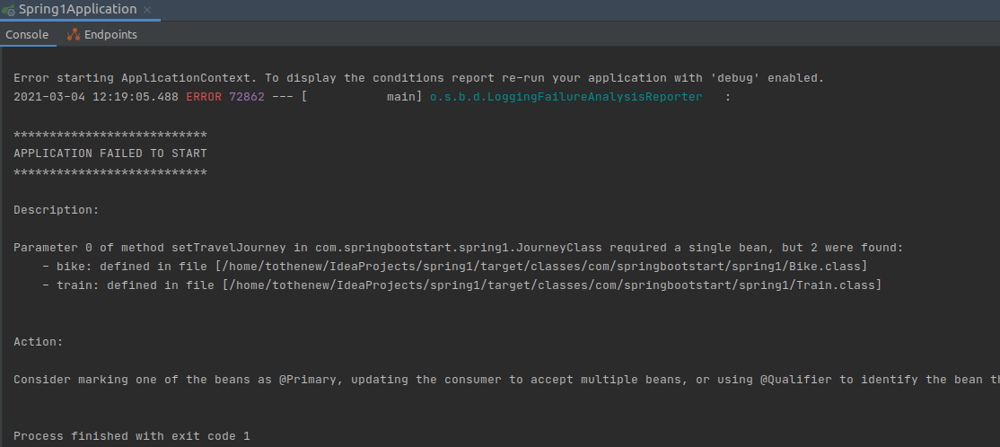 Spring1Application ×
Console Endpoints
Error starting ApplicationContext. To display the conditions report re-run your application with 'debug' enabled.
2021-03-04 12:19:05.488 ERROR 72862 --- [           main] o.s.b.d.LoggingFailureAnalysisReporter   :
***************************
APPLICATION FAILED TO START
***************************
Description:
Parameter 0 of method setTravelJourney in com.springbootstart.spring1.JourneyClass required a single bean, but 2 were found:
- bike: defined in file [/home/tothenew/IdeaProjects/spring1/target/classes/com/springbootstart/spring1/Bike.class]
- train: defined in file [/home/tothenew/IdeaProjects/spring1/target/classes/com/springbootstart/spring1/Train.class]
Action:
Consider marking one of the beans as @Primary, updating the consumer to accept multiple beans, or using @Qualifier to identify the bean
Process finished with exit code 1